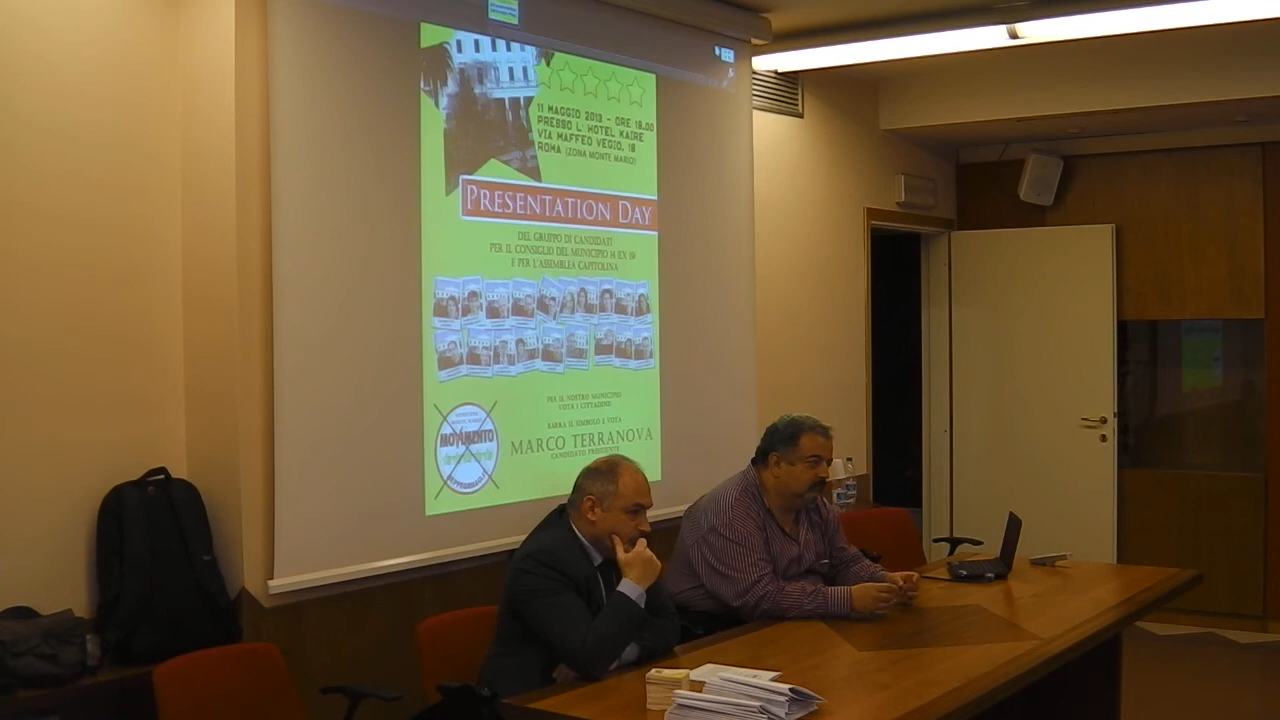 11 MAGGIO 2013 - ORE 18.00
PRESSO L' HOTEL KAIRE
VIA MAFFEO VEGIO, 18
ROMA (ZONA MONTE MARIO)
PRESENTATION DAY
DEL GRUPPO DI CANDIDATI
PER IL CONSIGLIO DEL MUNICIPIO 14 (EX 19)
E PER L'ASSEMBLEA CAPITOLINA
PER IL NOSTRO MUNICIPIO
VOTA I CITTADINI!
BARRA IL SIMBOLO E VOTA
MARCO TERRANOVA
CANDIDATO PRESIDENTE
MOVIMENTO
BEPPEGRILLO.IT